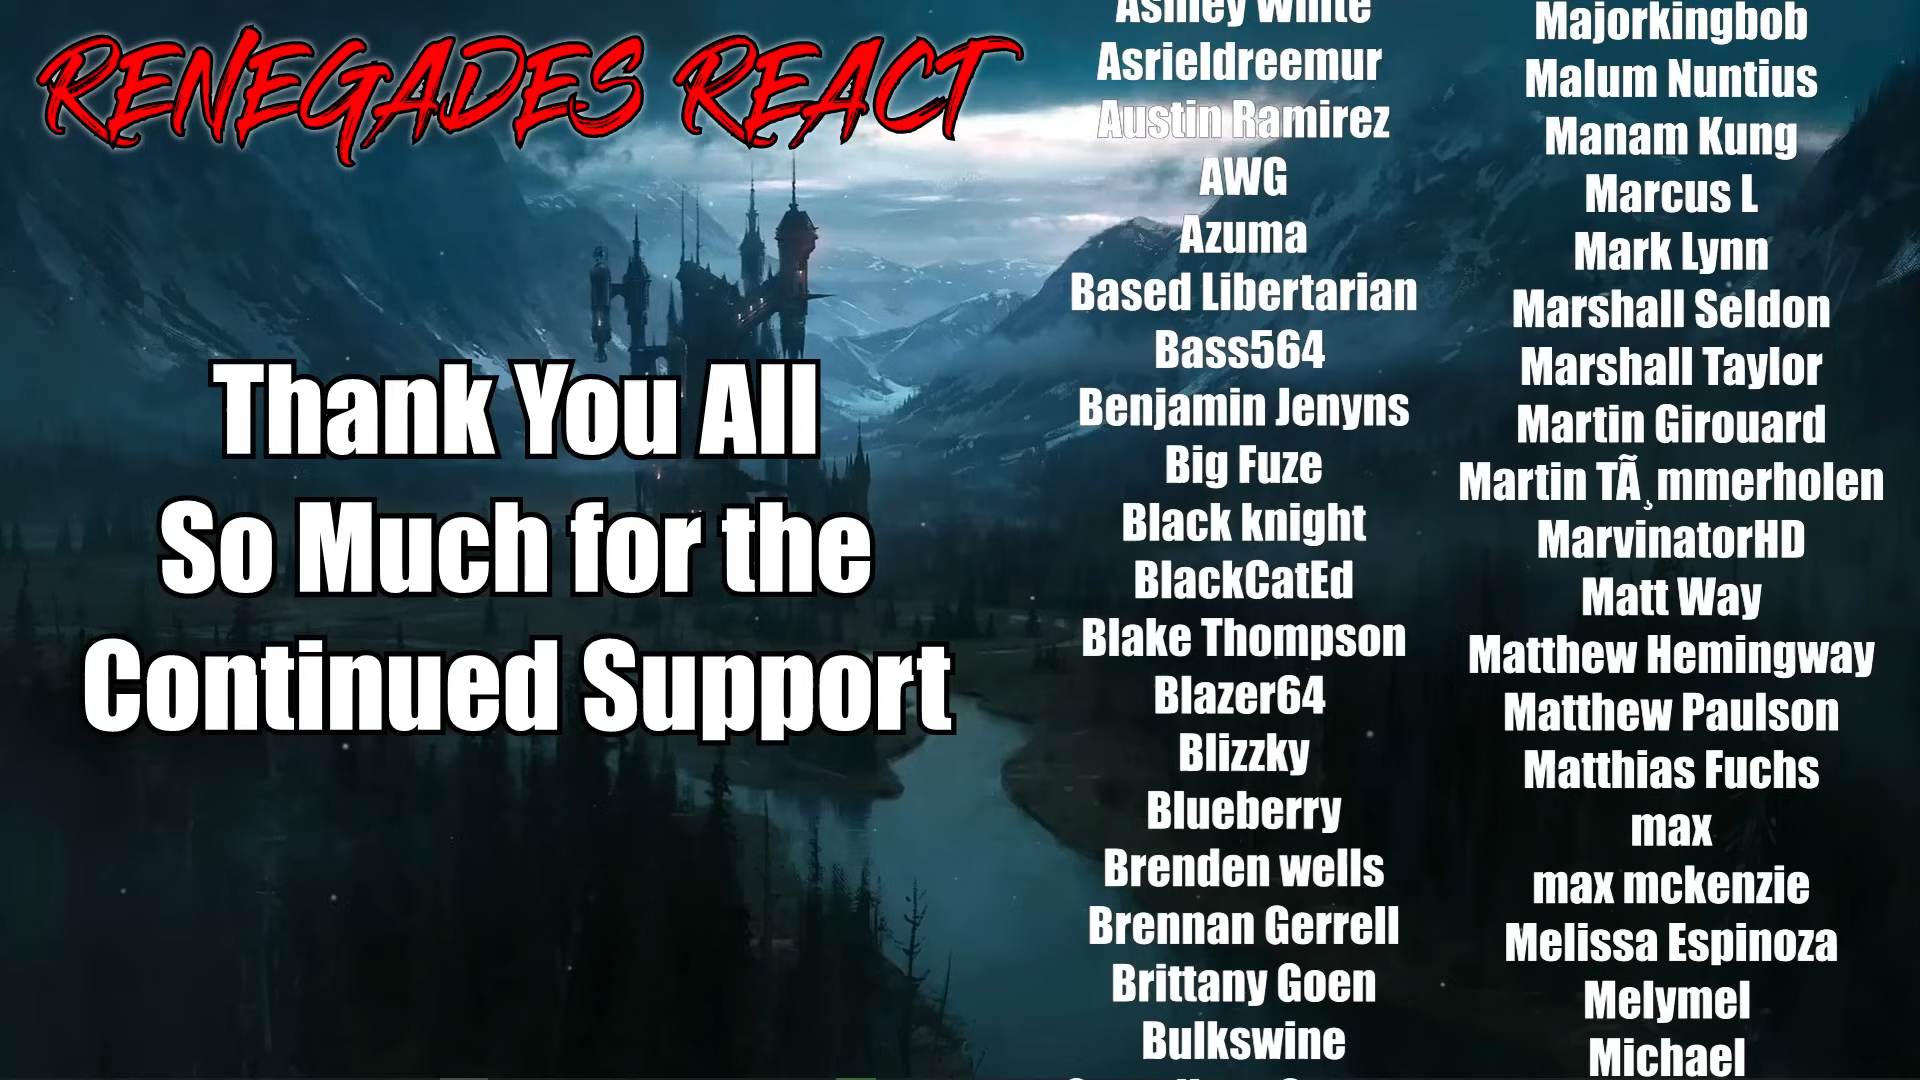 RENEGADES REACT
Thank You All
So Much for the
Continued Support
Ashley White
Asrieldreemur
Austin Ramirez
AWG
Azuma
Based Libertarian
Bass564
Benjamin Jenyns
Big Fuze
Black knight
BlackCatEd
Blake Thompson
Blazer64
Blizzky
Blueberry
Brenden wells
Brennan Gerrell
Brittany Goen
Bulkswine
Majorkingbob
Malum Nuntius
Manam Kung
Marcus L
Mark Lynn
Marshall Seldon
Marshall Taylor
Martin Girouard
Martin TÃ¸mmerholen
MarvinatorHD
Matt Way
Matthew Hemingway
Matthew Paulson
Matthias Fuchs
max
max mckenzie
Melissa Espinoza
Melymel
Michael